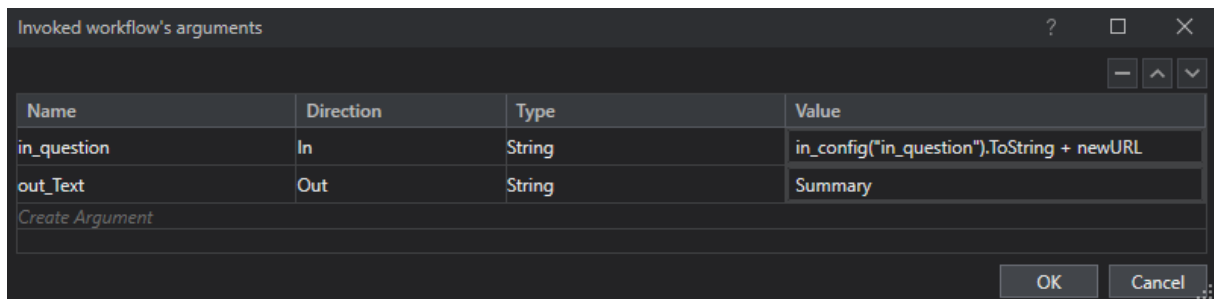 Invoked workflow's arguments ?
Name Direction Type Value
in_question In String in_config("in_question").ToString + newURL
out_Text Out String Summary
Create Argument
OK Cancel